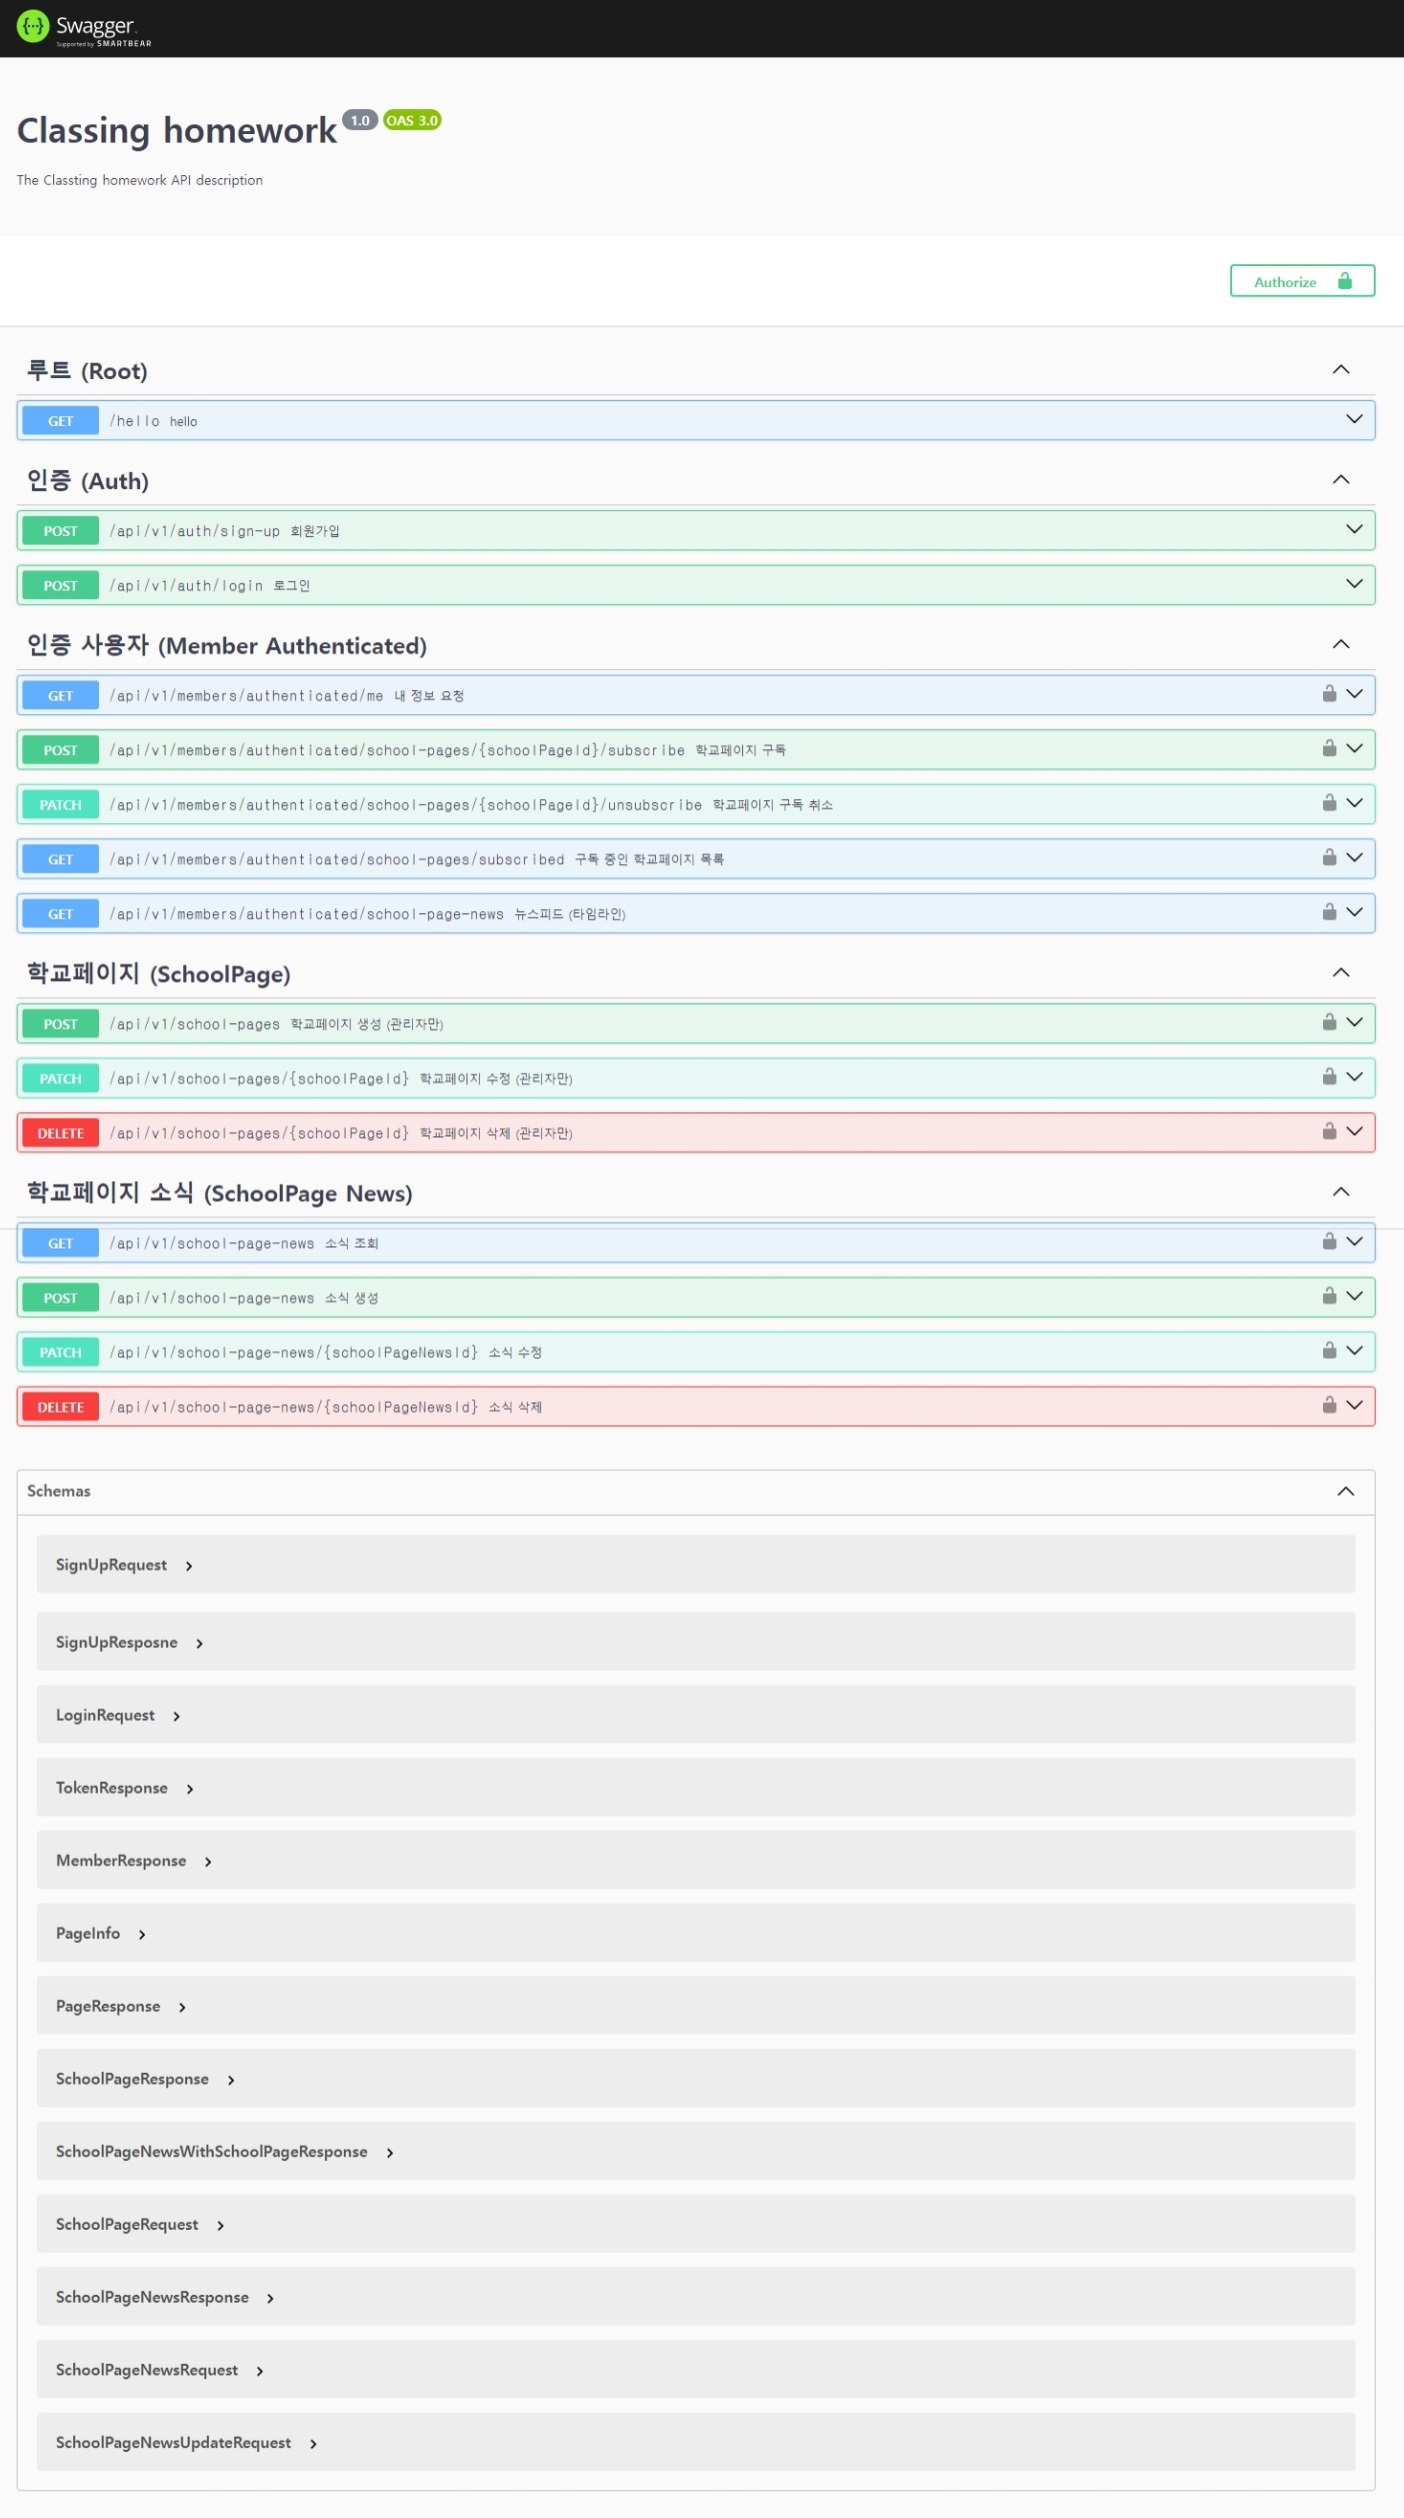 Swagger
Supported by SMARTBEAR
Classing homework 1.0 OAS 3.0
The Classting homework API description
Authorize
루트 (Root)
GET /hello hello
인증 (Auth)
POST /api/v1/auth/sign-up 회원가입
POST /api/v1/auth/login 로그인
인증 사용자 (Member Authenticated)
GET /api/v1/members/authenticated/me 내 정보 요청
POST /api/v1/members/authenticated/school-pages/{schoolPageId}/subscribe 학교페이지 구독
PATCH /api/v1/members/authenticated/school-pages/{schoolPageId}/unsubscribe 학교페이지 구독 취소
GET /api/v1/members/authenticated/school-pages/subscribed 구독 중인 학교페이지 목록
GET /api/v1/members/authenticated/school-page-news 뉴스피드 (타임라인)
학교페이지 (SchoolPage)
POST /api/v1/school-pages 학교페이지 생성 (관리자만)
PATCH /api/v1/school-pages/{schoolPageId} 학교페이지 수정 (관리자만)
DELETE /api/v1/school-pages/{schoolPageId} 학교페이지 삭제 (관리자만)
학교페이지 소식 (SchoolPage News)
GET /api/v1/school-page-news 소식 조회
POST /api/v1/school-page-news 소식 생성
PATCH /api/v1/school-page-news/{schoolPageNewsId} 소식 수정
DELETE /api/v1/school-page-news/{schoolPageNewsId} 소식 삭제
Schemas
SignUpRequest
SignUpResposne
LoginRequest
TokenResponse
MemberResponse
PageInfo
PageResponse
SchoolPageResponse
SchoolPageNewsWithSchoolPageResponse
SchoolPageRequest
SchoolPageNewsResponse
SchoolPageNewsRequest
SchoolPageNewsUpdateRequest